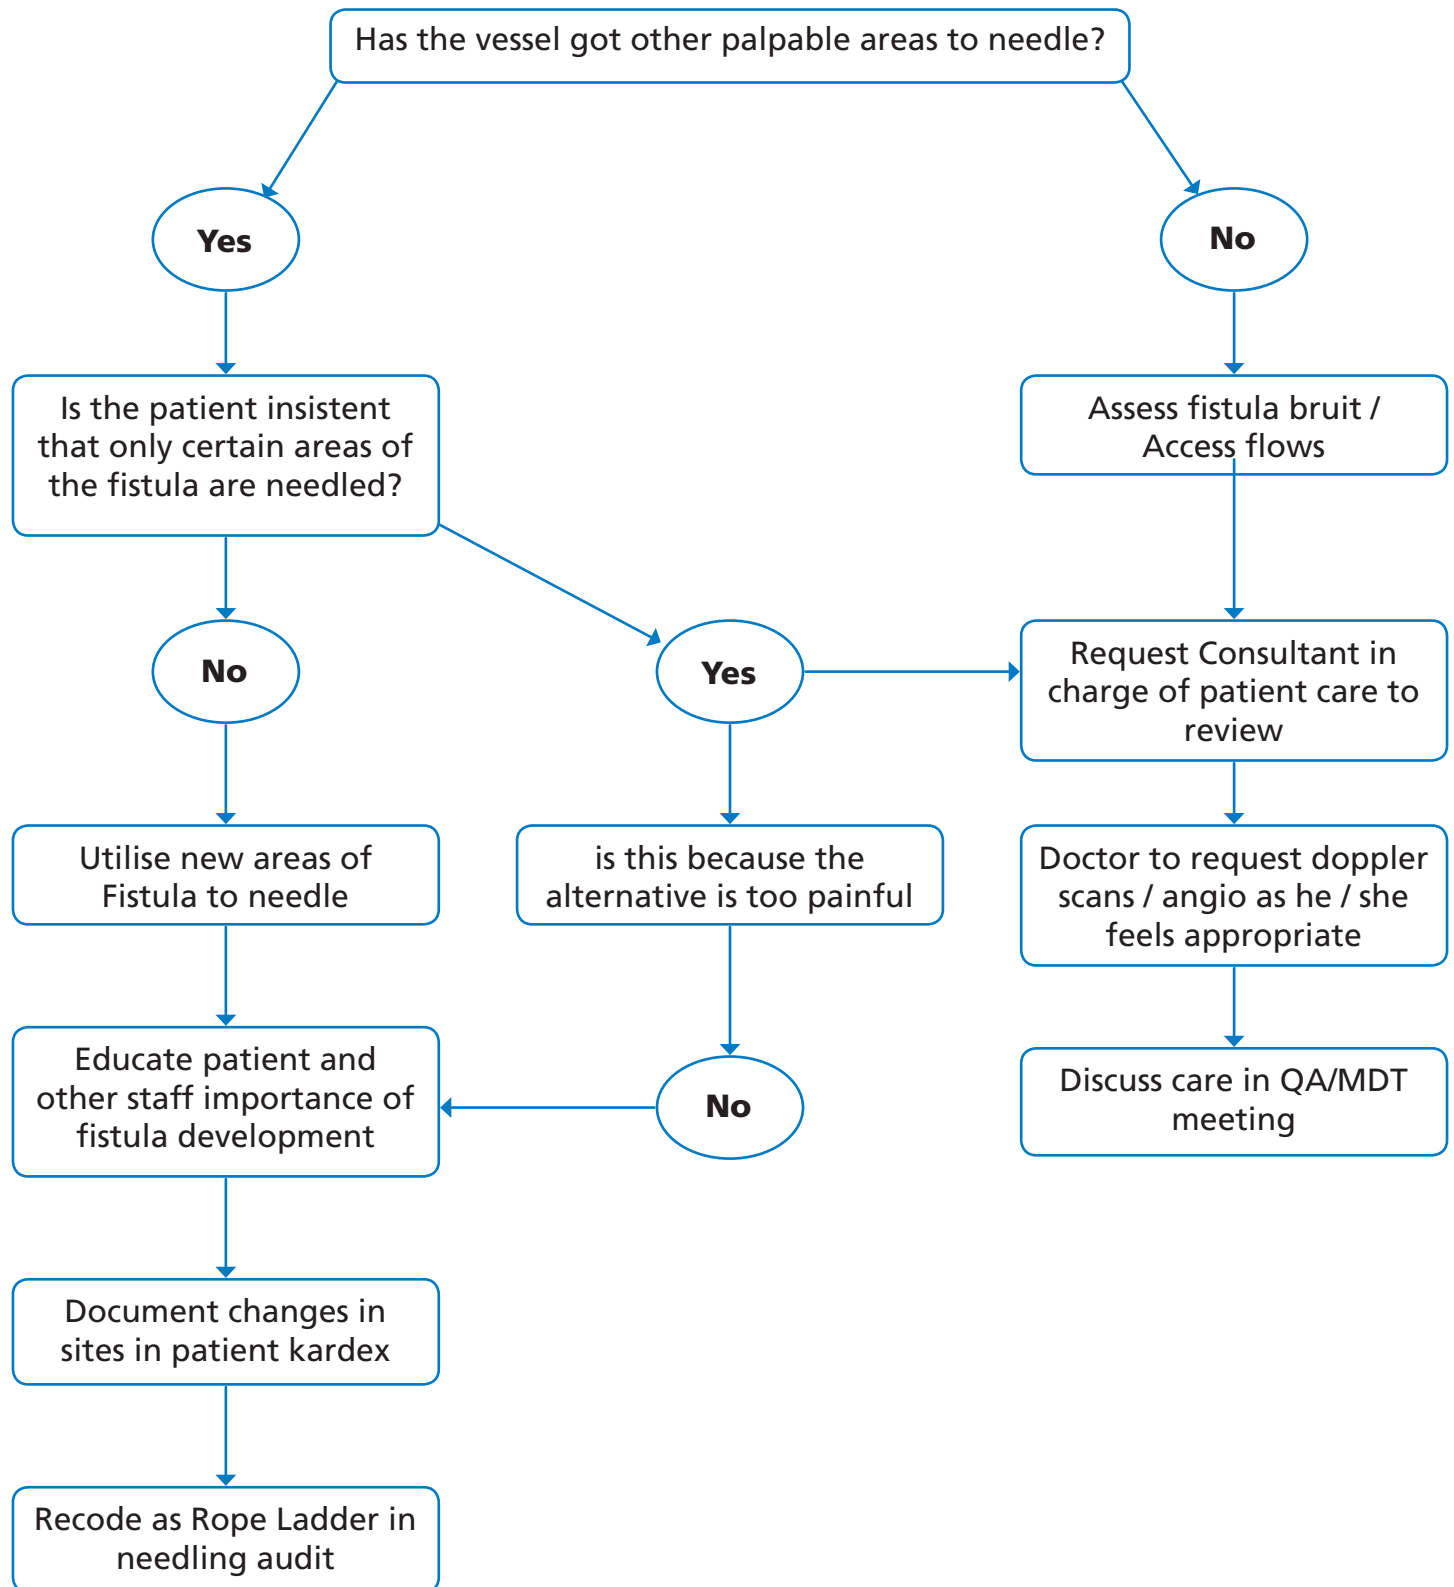 Has the vessel got other palpable areas to needle?
Yes
No
Is the patient insistent
that only certain areas of
the fistula are needled?
Assess fistula bruit /
Access flows
No
Yes
Request Consultant in
charge of patient care to
review
Utilise new areas of
Fistula to needle
is this because the
alternative is too painful
Doctor to request doppler
scans / angio as he / she
feels appropriate
Educate patient and
other staff importance of
fistula development
No
Discuss care in QA/MDT
meeting
Document changes in
sites in patient kardex
Recode as Rope Ladder in
needling audit